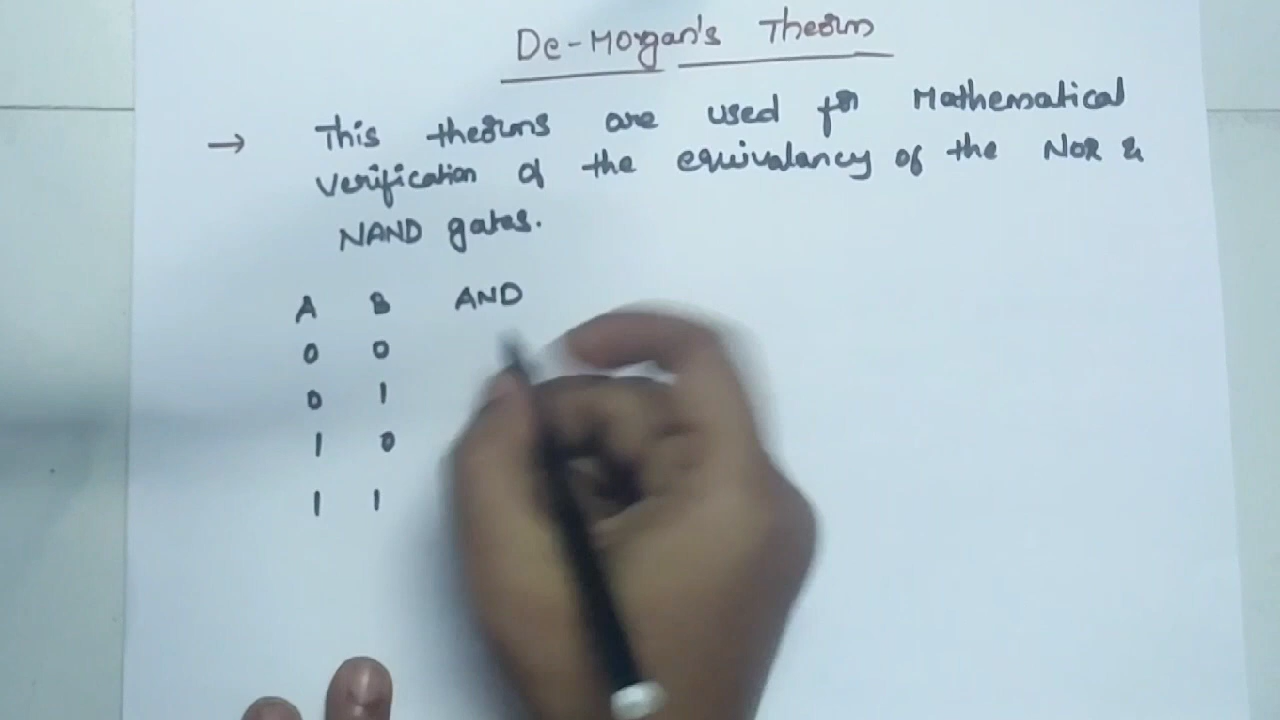 De-Morgan's Theorm
→ This theorms are used for Mathematical
verification of the equivalancy of the NOR &
NAND gates.
A B AND
0 0
0 1
1 0
1 1